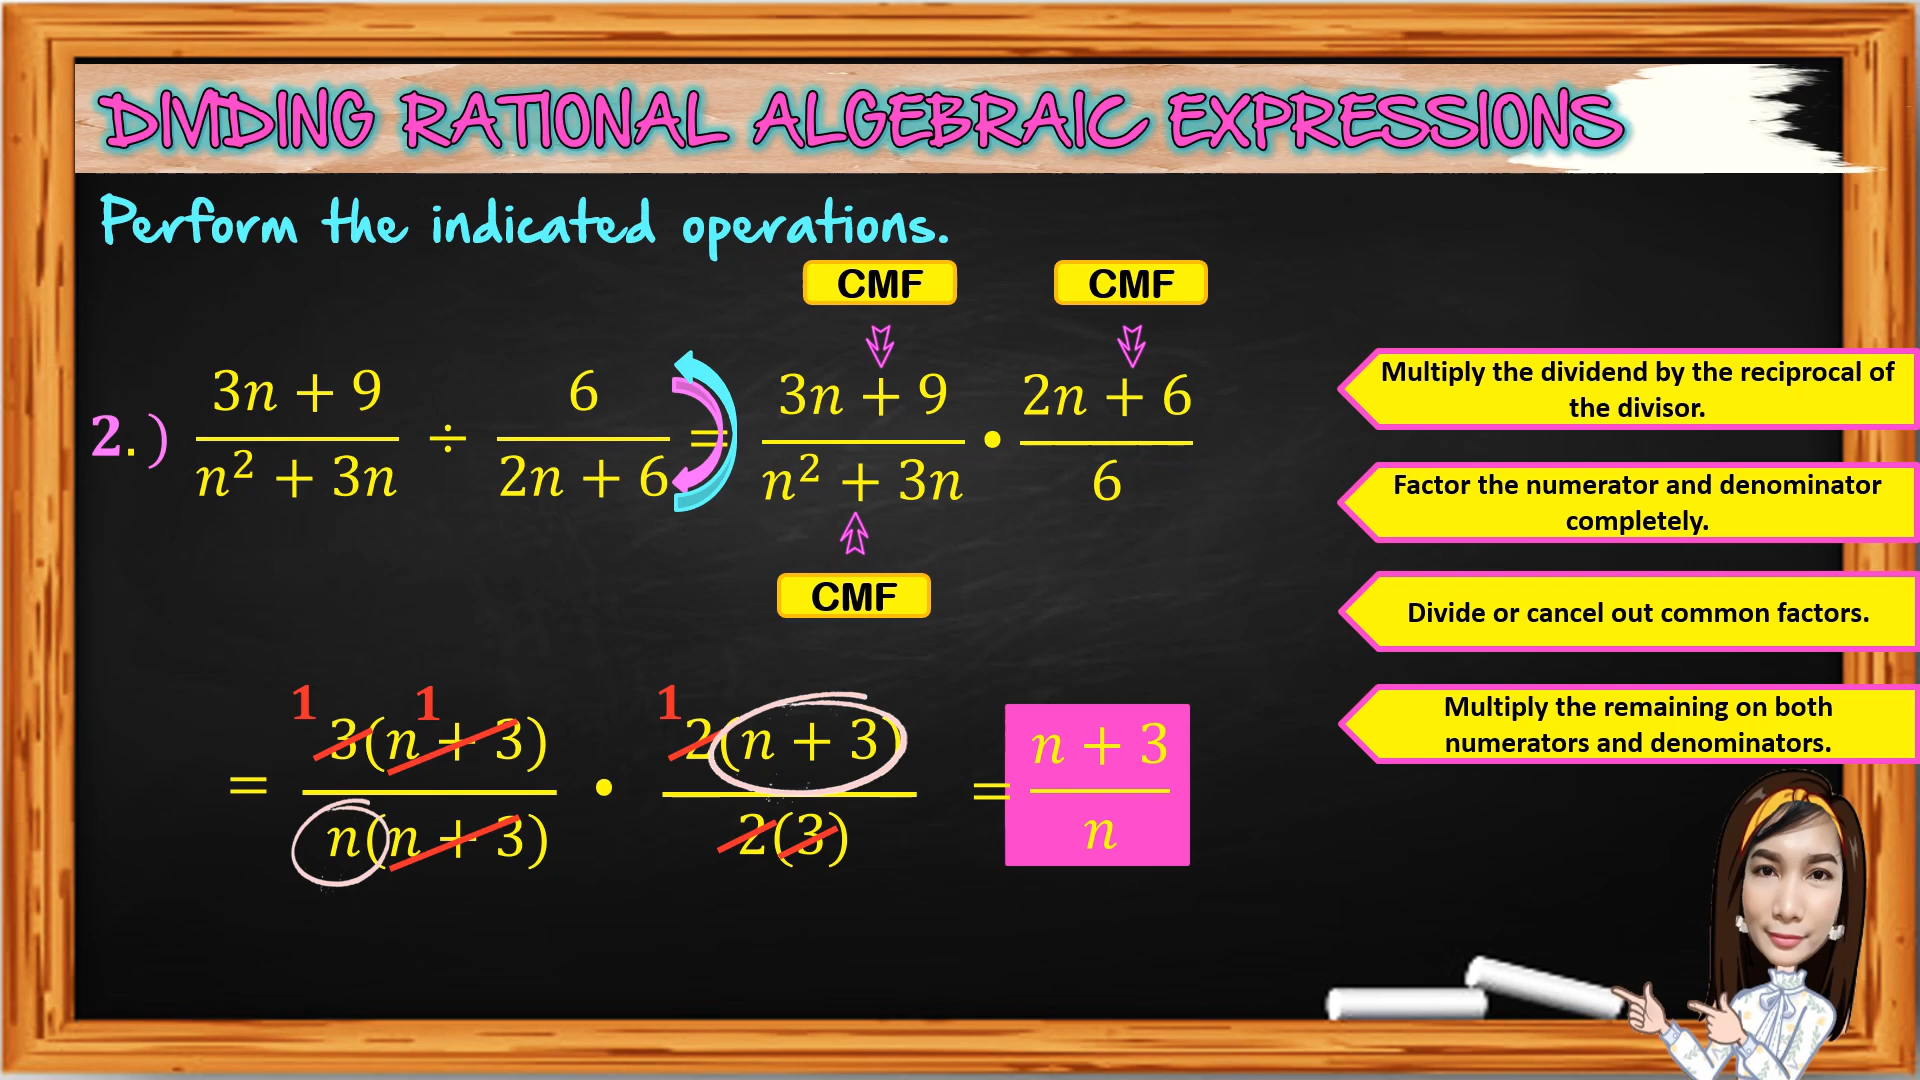 DIVIDING RATIONAL ALGEBRAIC EXPRESSIONS
Perform the indicated operations.
CMF CMF
2.) (3n + 9)/(n² + 3n) ÷ 6/(2n + 6) = (3n + 9)/(n² + 3n) • (2n + 6)/6
CMF
1 1 1
= 3(n + 3)/n(n + 3) • 2(n + 3)/2(3) = (n + 3)/n
Multiply the dividend by the reciprocal of
the divisor.
Factor the numerator and denominator
completely.
Divide or cancel out common factors.
Multiply the remaining on both
numerators and denominators.